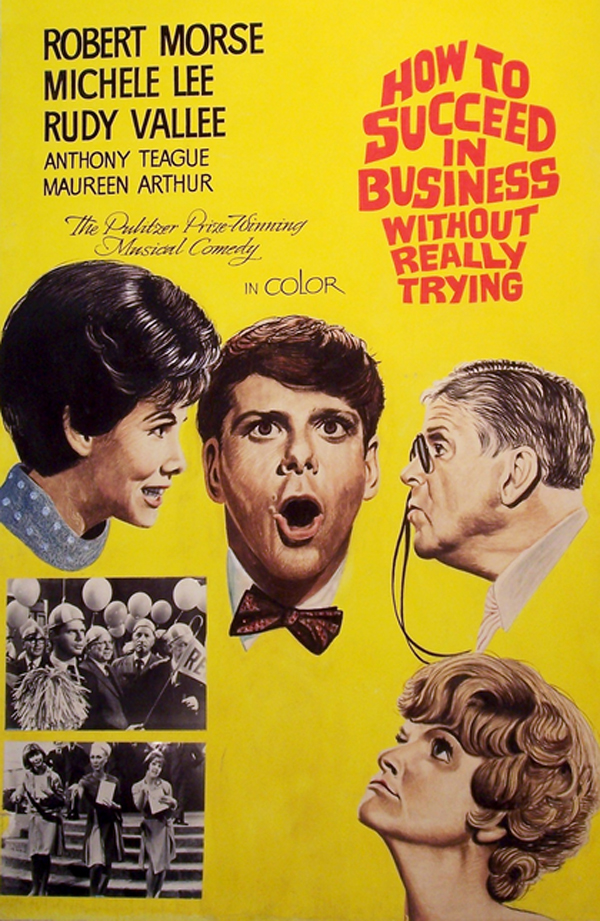 ROBERT MORSE
MICHELE LEE
RUDY VALLEE
ANTHONY TEAGUE
MAUREEN ARTHUR
The Pulitzer Prize-Winning
Musical Comedy
IN COLOR
HOW TO
SUCCEED
IN
BUSINESS
WITHOUT
REALLY
TRYING
RE